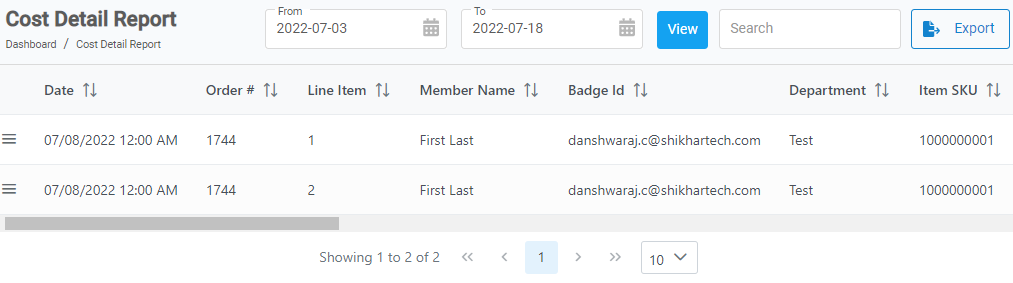 Cost Detail Report
Dashboard / Cost Detail Report
From
2022-07-03
To
2022-07-18
View
Search
Export
Date Order # Line Item Member Name Badge Id Department Item SKU
07/08/2022 12:00 AM 1744 1 First Last danshwaraj.c@shikhartech.com Test 1000000001
07/08/2022 12:00 AM 1744 2 First Last danshwaraj.c@shikhartech.com Test 1000000001
Showing 1 to 2 of 2 « ‹ 1 › » 10